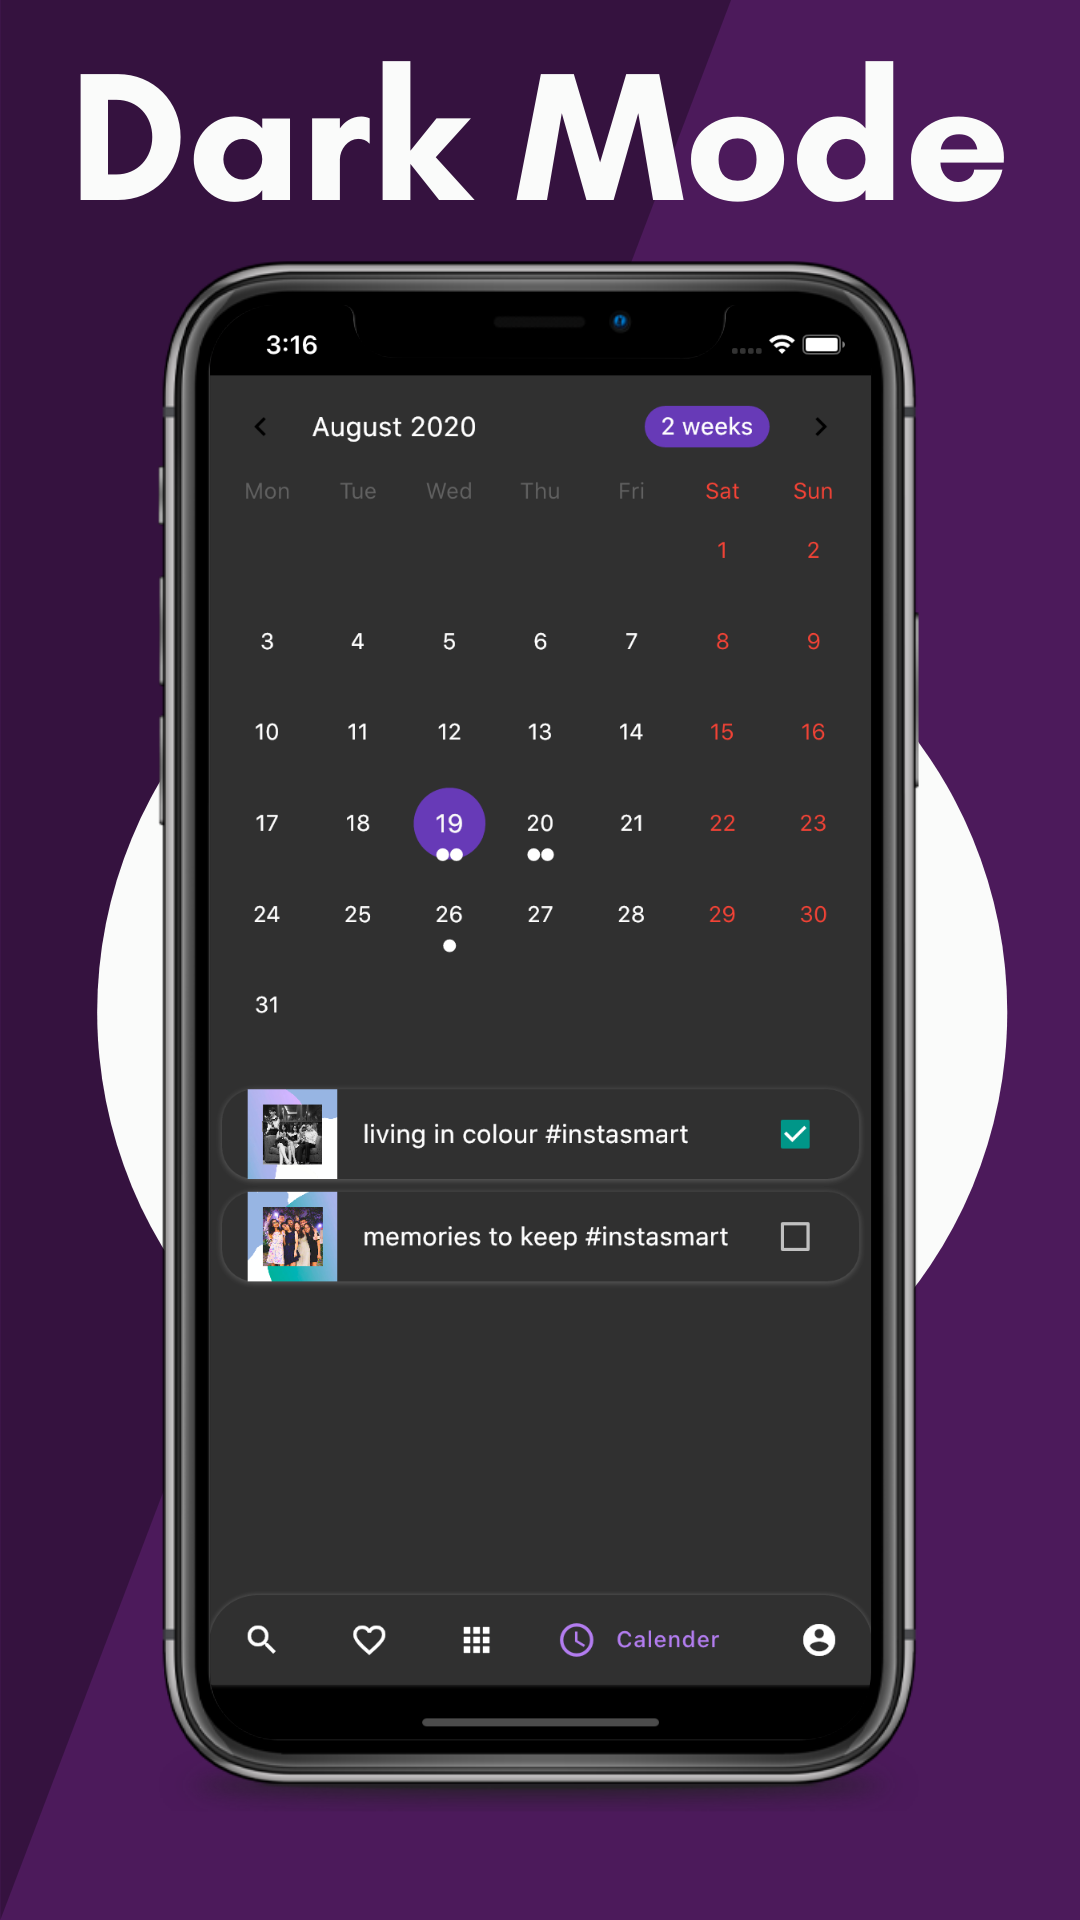 Dark Mode
3:16
August 2020 2 weeks
Mon Tue Wed Thu Fri Sat Sun
1 2
3 4 5 6 7 8 9
10 11 12 13 14 15 16
17 18 19 20 21 22 23
24 25 26 27 28 29 30
31
living in colour #instasmart
memories to keep #instasmart
Calender